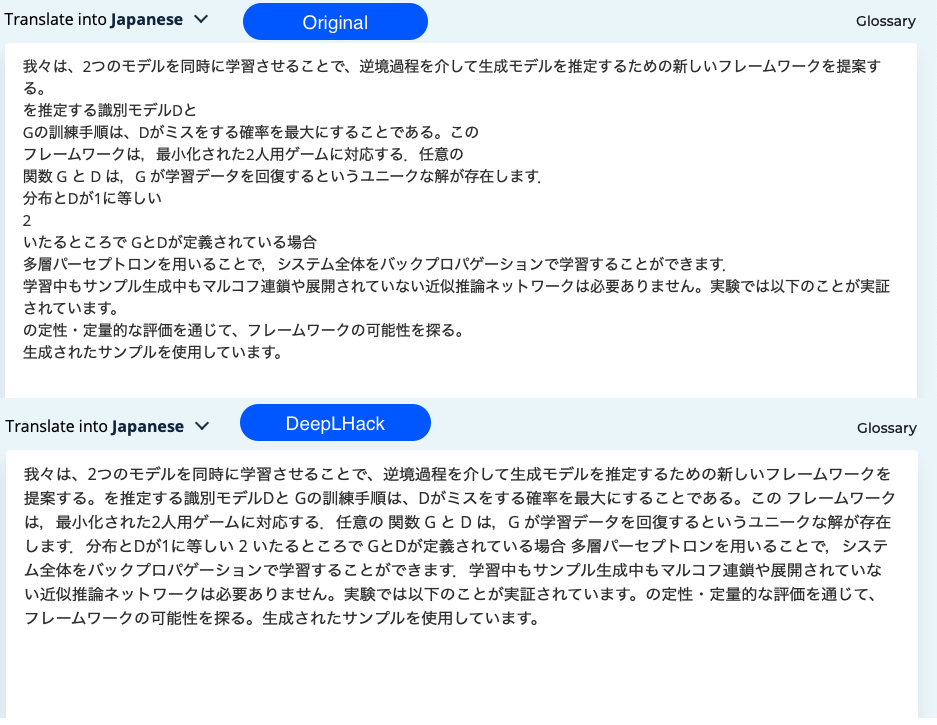 Translate into Japanese
Original
Glossary
我々は、2つのモデルを同時に学習させることで、逆境過程を介して生成モデルを推定するための新しいフレームワークを提案す
る。
を推定する識別モデルDと
Gの訓練手順は、Dがミスをする確率を最大にすることである。この
フレームワークは，最小化された2人用ゲームに対応する．任意の
関数 G と D は，G が学習データを回復するというユニークな解が存在します．
分布とDが1に等しい
2
いたるところで GとDが定義されている場合
多層パーセプトロンを用いることで，システム全体をバックプロパゲーションで学習することができます．
学習中もサンプル生成中もマルコフ連鎖や展開されていない近似推論ネットワークは必要ありません。実験では以下のことが実証
されています。
の定性・定量的な評価を通じて、フレームワークの可能性を探る。
生成されたサンプルを使用しています。
Translate into Japanese
DeepLHack
Glossary
我々は、2つのモデルを同時に学習させることで、逆境過程を介して生成モデルを推定するための新しいフレームワークを
提案する。を推定する識別モデルDと Gの訓練手順は、Dがミスをする確率を最大にすることである。この フレームワーク
は，最小化された2人用ゲームに対応する．任意の 関数 G と D は，G が学習データを回復するというユニークな解が存在
します．分布とDが1に等しい 2 いたるところで GとDが定義されている場合 多層パーセプトロンを用いることで，システ
ム全体をバックプロパゲーションで学習することができます．学習中もサンプル生成中もマルコフ連鎖や展開されていな
い近似推論ネットワークは必要ありません。実験では以下のことが実証されています。の定性・定量的な評価を通じて、
フレームワークの可能性を探る。生成されたサンプルを使用しています。